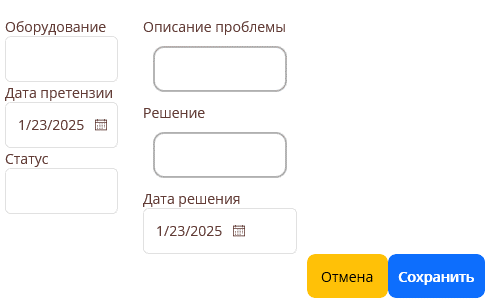 Оборудование
Дата претензии
1/23/2025
Статус
Описание проблемы
Решение
Дата решения
1/23/2025
Отмена
Сохранить